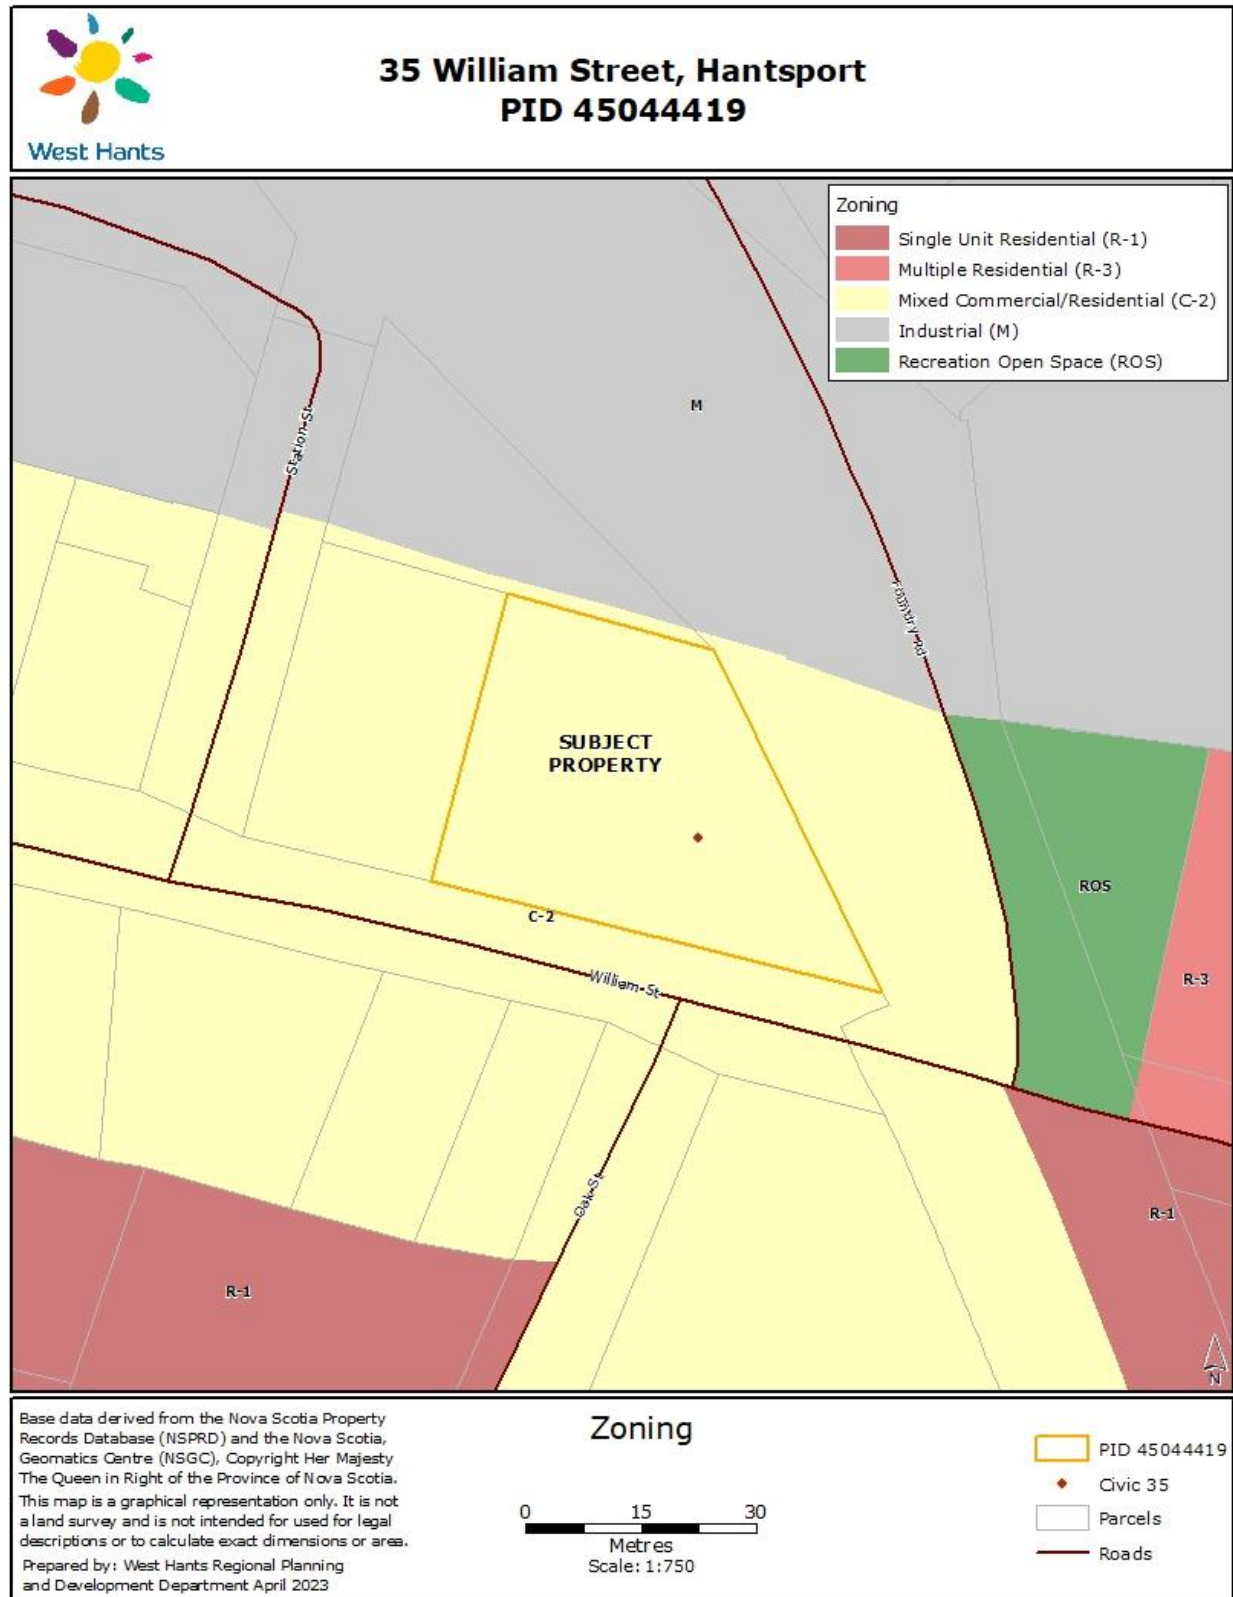 West Hants
35 William Street, Hantsport
PID 45044419
Zoning
Single Unit Residential (R-1)
Multiple Residential (R-3)
Mixed Commercial/Residential (C-2)
Industrial (M)
Recreation Open Space (ROS)
M
Station St
Foundry Rd
SUBJECT
PROPERTY
ROS
C-2
R-3
William St
Oak St
R-1
R-1
N
Base data derived from the Nova Scotia Property
Records Database (NSPRD) and the Nova Scotia,
Geomatics Centre (NSGC), Copyright Her Majesty
The Queen in Right of the Province of Nova Scotia.
This map is a graphical representation only. It is not
a land survey and is not intended for used for legal
descriptions or to calculate exact dimensions or area.
Prepared by: West Hants Regional Planning
and Development Department April 2023
Zoning
0 15 30
Metres
Scale: 1:750
PID 45044419
Civic 35
Parcels
Roads